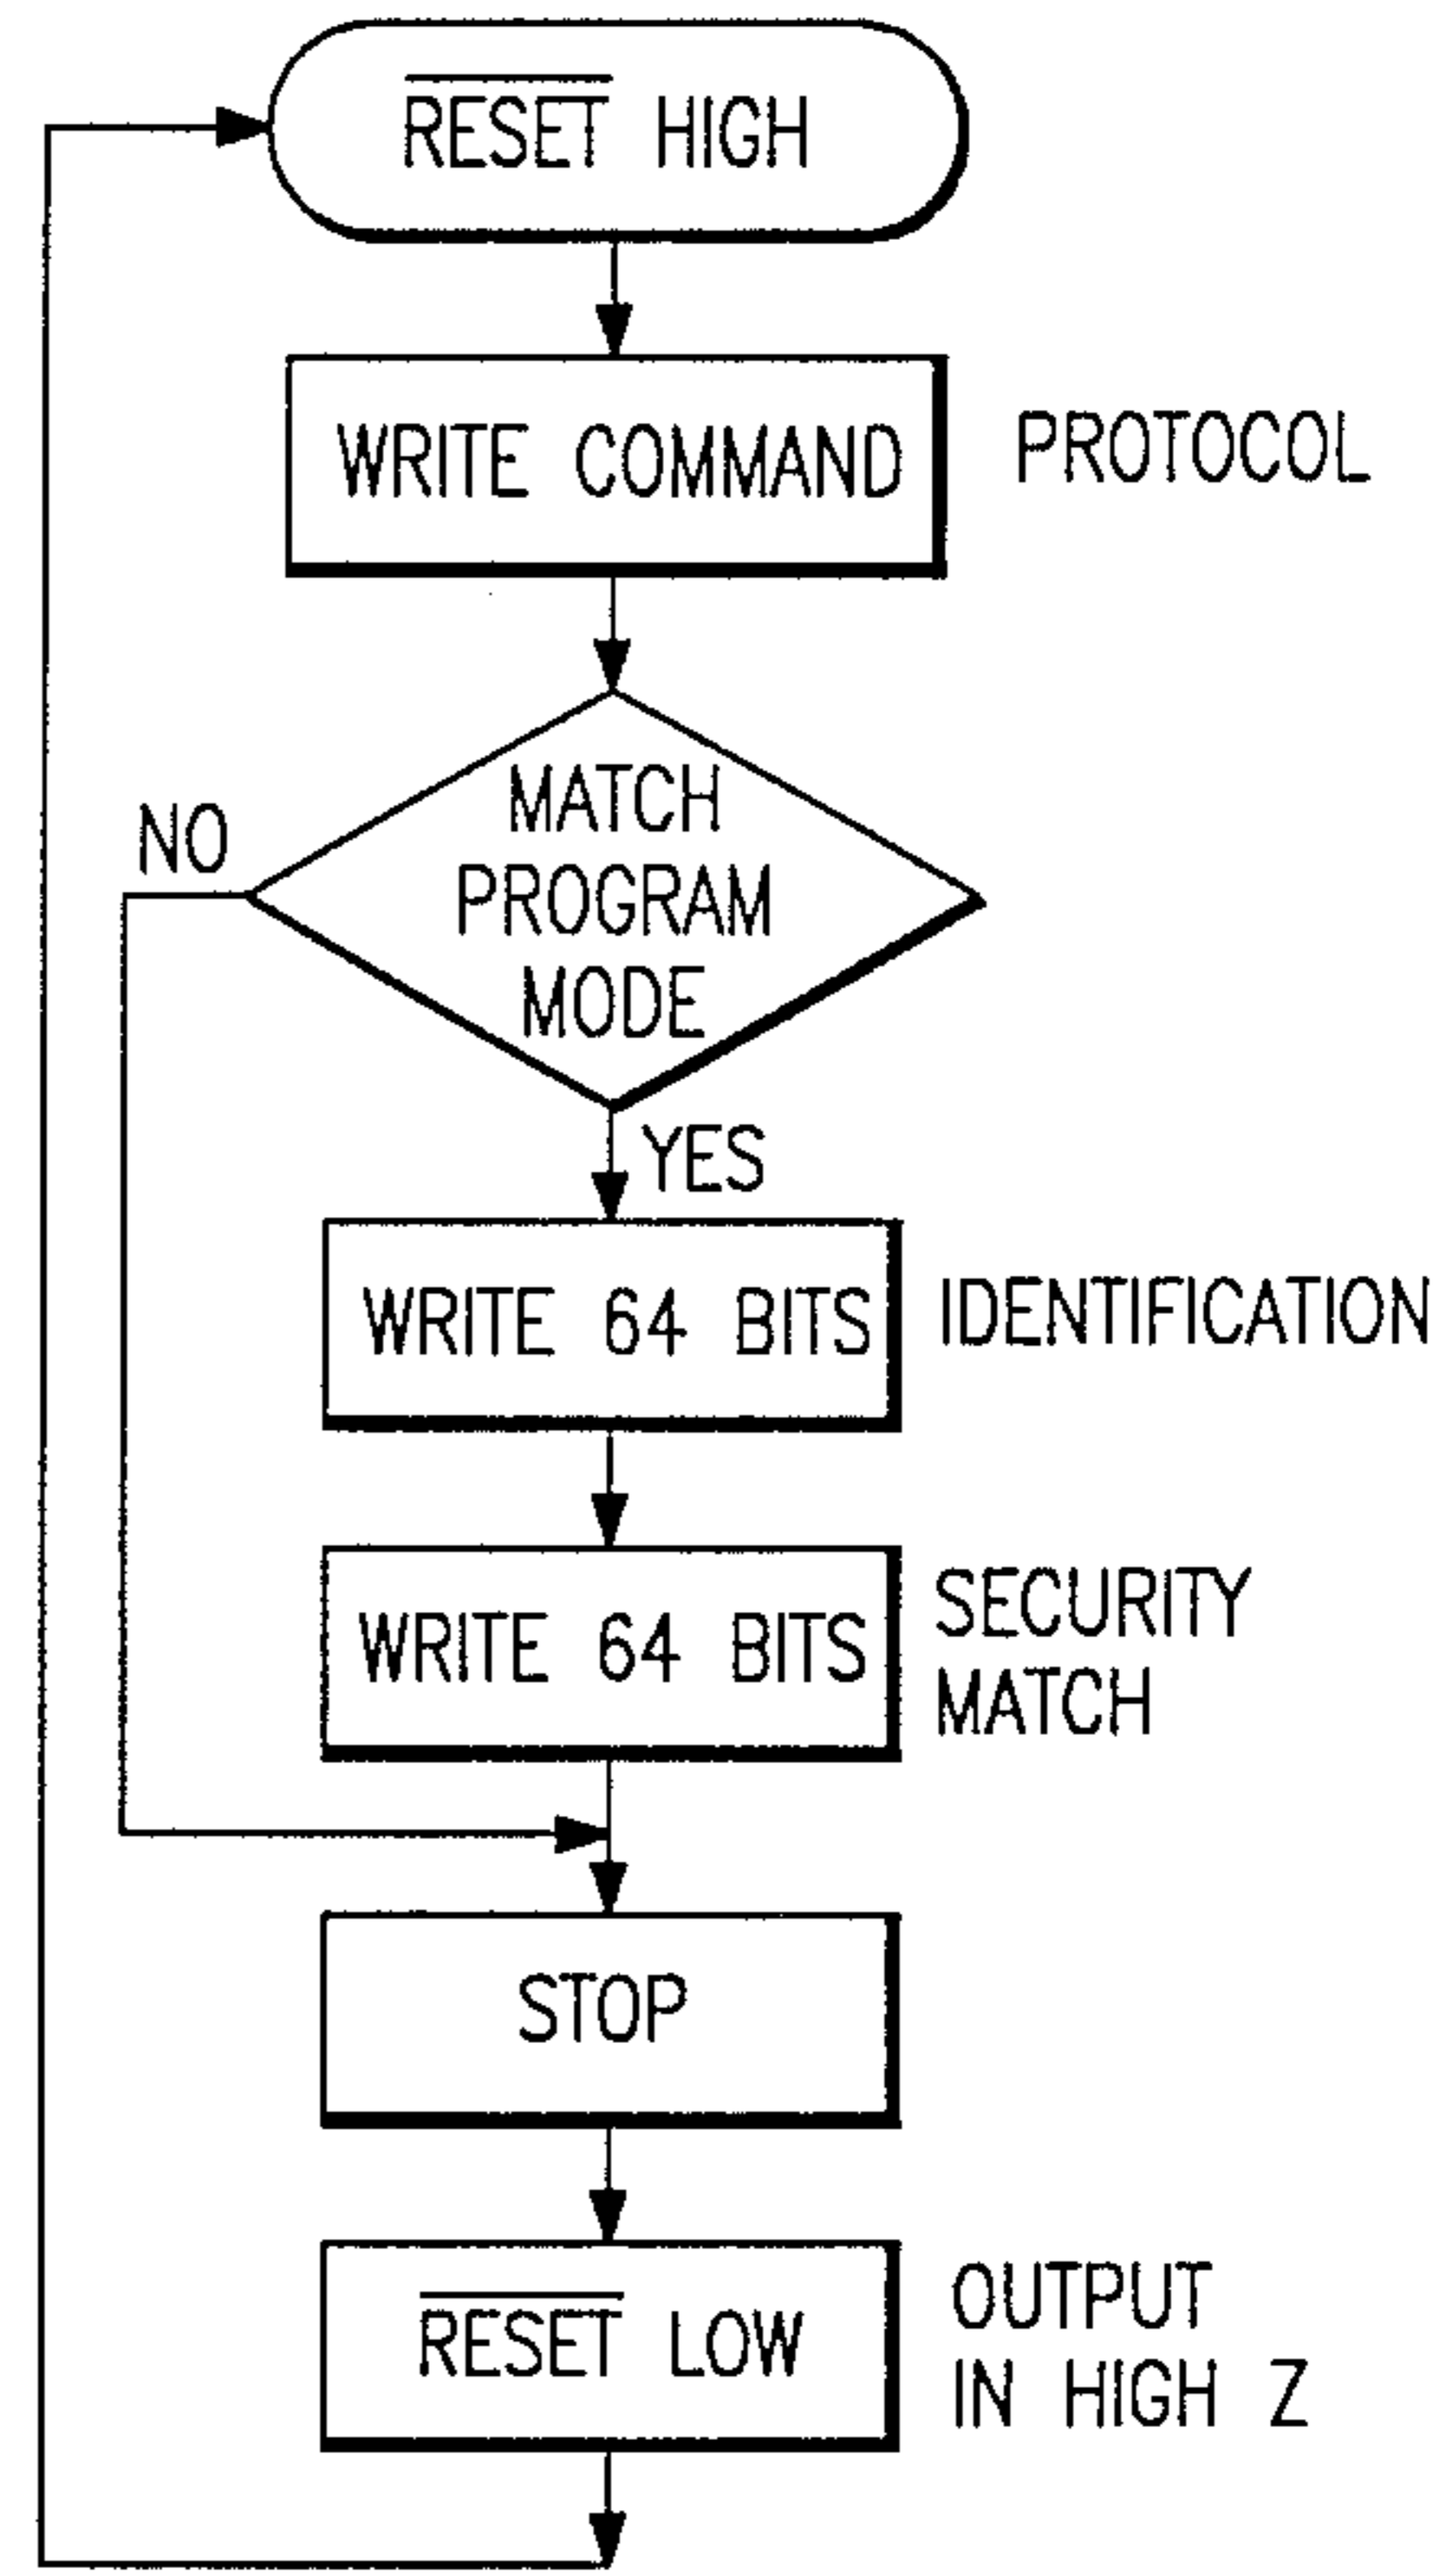 RESET HIGH
WRITE COMMAND
PROTOCOL
MATCH
PROGRAM
MODE
NO
YES
WRITE 64 BITS
IDENTIFICATION
WRITE 64 BITS
SECURITY
MATCH
STOP
RESET LOW
OUTPUT
IN HIGH Z